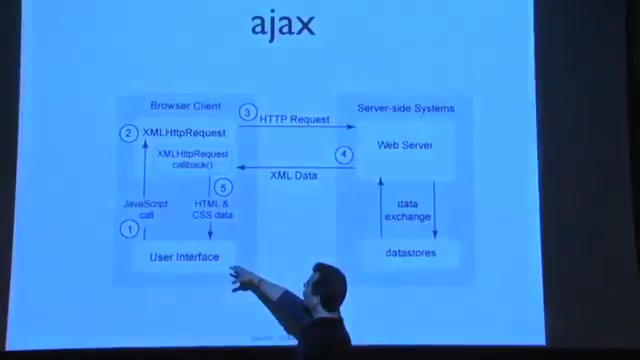 ajax
Browser Client
Server-side Systems
3
HTTP Request
2
XMLHttpRequest
Web Server
XMLHttpRequest
callback()
4
XML Data
5
JavaScript
call
HTML &
CSS data
data
exchange
1
User Interface
datastores